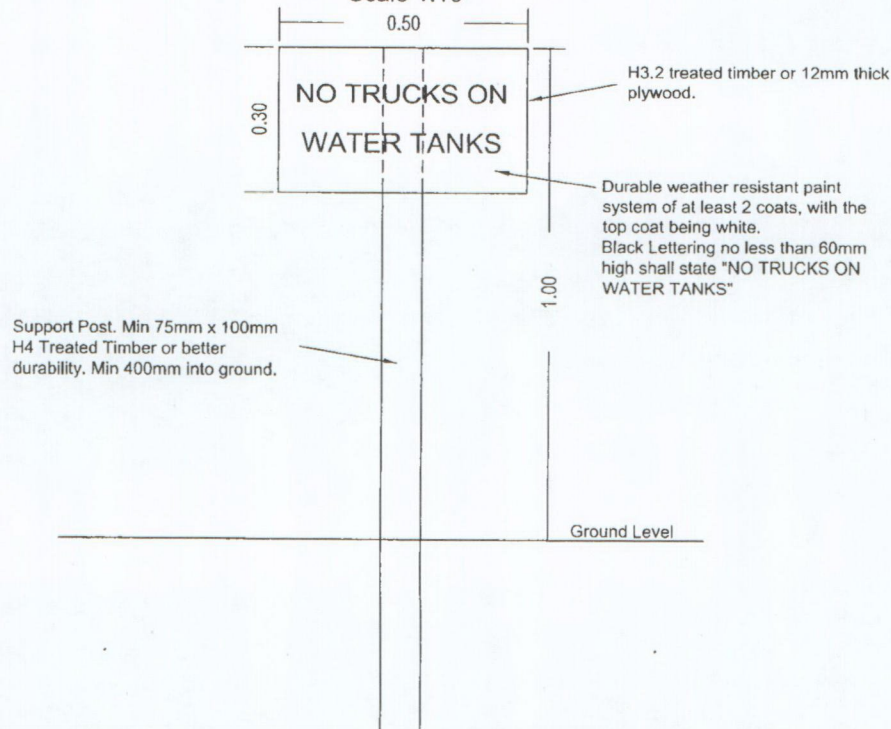 0.50
NO TRUCKS ON
WATER TANKS
0.30
H3.2 treated timber or 12mm thick
plywood.
Durable weather resistant paint
system of at least 2 coats, with the
top coat being white.
Black Lettering no less than 60mm
high shall state "NO TRUCKS ON
WATER TANKS"
1.00
Support Post. Min 75mm x 100mm
H4 Treated Timber or better
durability. Min 400mm into ground.
Ground Level